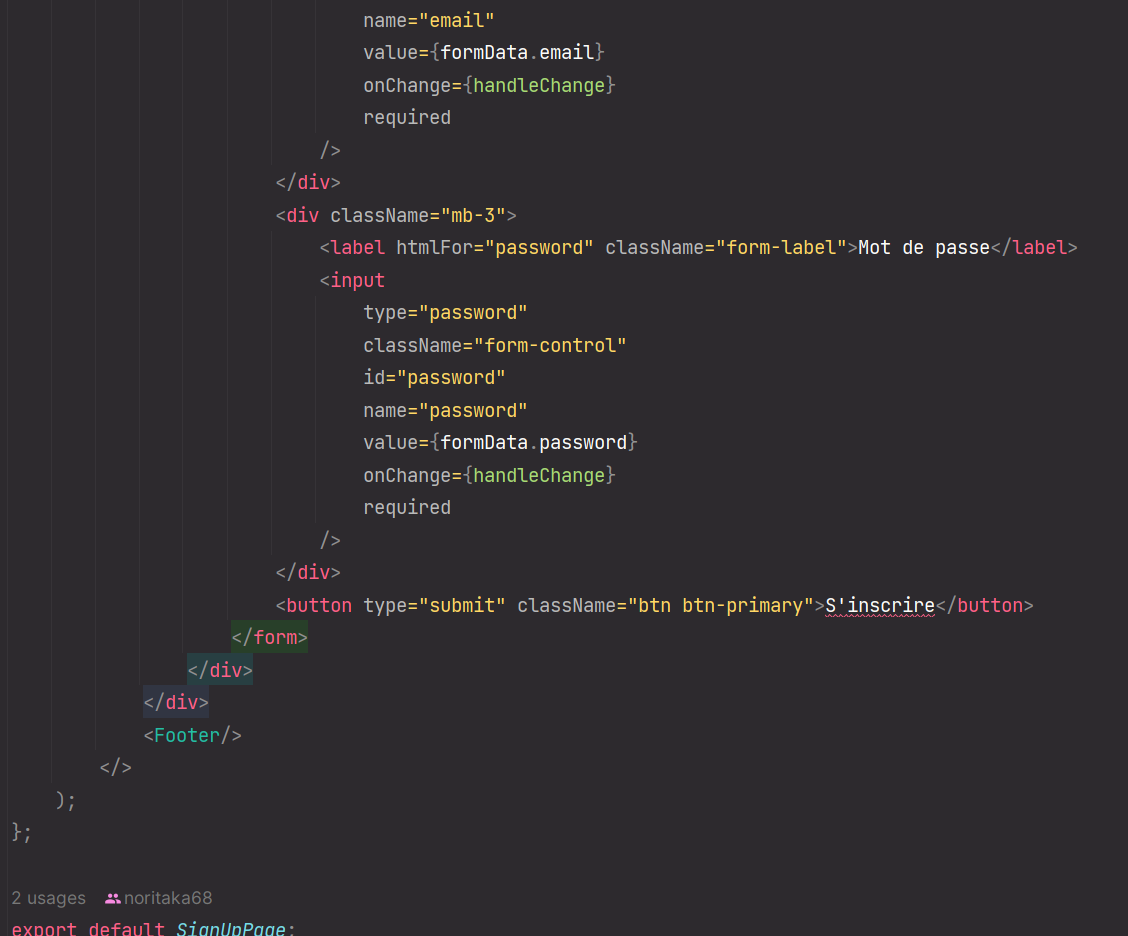 name="email"
value={formData.email}
onChange={handleChange}
required
/>
</div>
<div className="mb-3">
<label htmlFor="password" className="form-label">Mot de passe</label>
<input
type="password"
className="form-control"
id="password"
name="password"
value={formData.password}
onChange={handleChange}
required
/>
</div>
<button type="submit" className="btn btn-primary">S'inscrire</button>
</form>
</div>
</div>
<Footer/>
</>
);
};
2 usages noritaka68
export default SignUpPage;